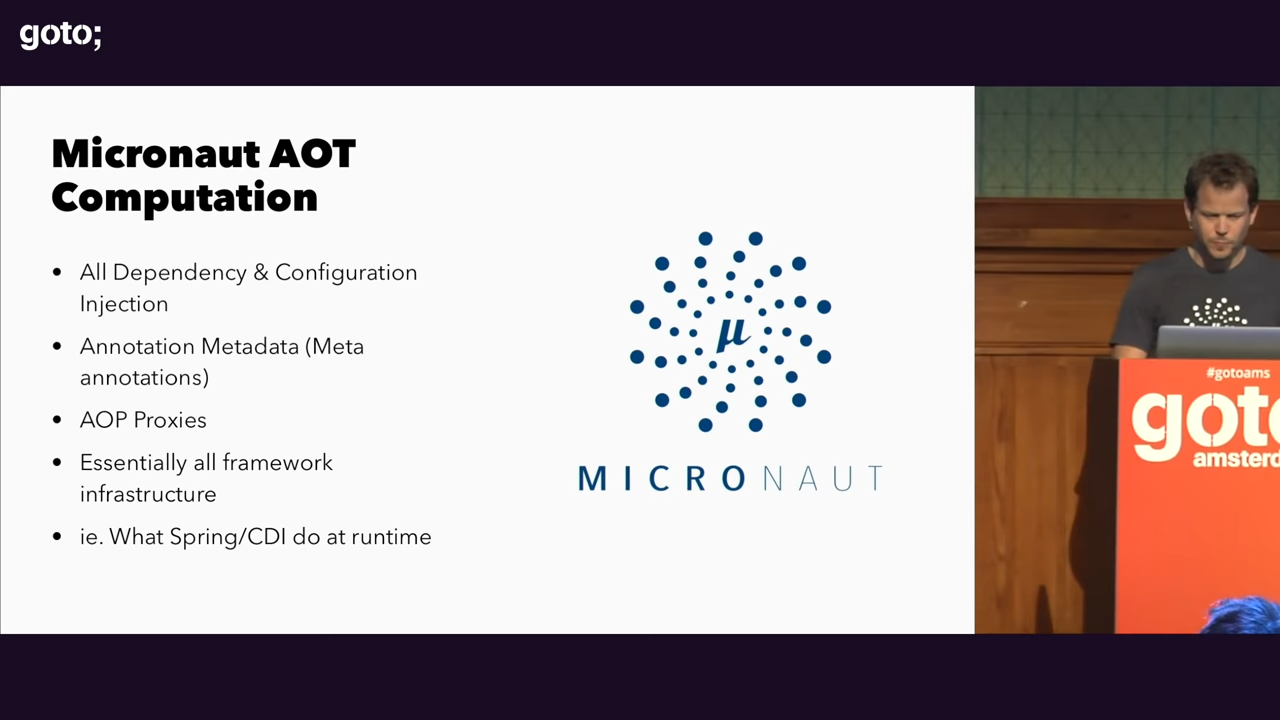 goto;
Micronaut AOT
Computation
• All Dependency & Configuration
Injection
• Annotation Metadata (Meta
annotations)
• AOP Proxies
• Essentially all framework
infrastructure
• ie. What Spring/CDI do at runtime
µ
MICRONAUT
#gotoams
goto
amsterd